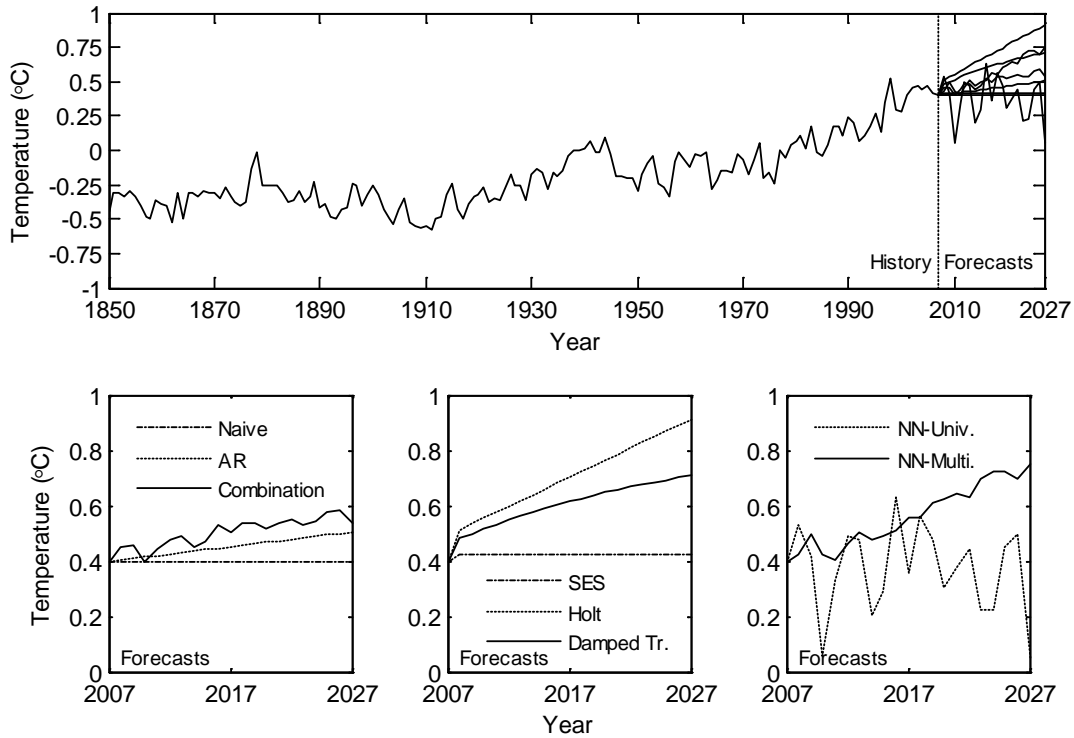 1
0.75
0.5
0.25
0
-0.25
-0.5
-0.75
-1
Temperature (oC)
History
Forecasts
1850
1870
1890
1910
1930
1950
1970
1990
2010
2027
Year
1
0.8
0.6
0.4
0.2
0
Temperature (oC)
Naive
AR
Combination
Forecasts
2007
2017
2027
1
0.8
0.6
0.4
0.2
0
SES
Holt
Damped Tr.
Forecasts
2007
2017
2027
Year
1
0.8
0.6
0.4
0.2
0
NN-Univ.
NN-Multi.
Forecasts
2007
2017
2027